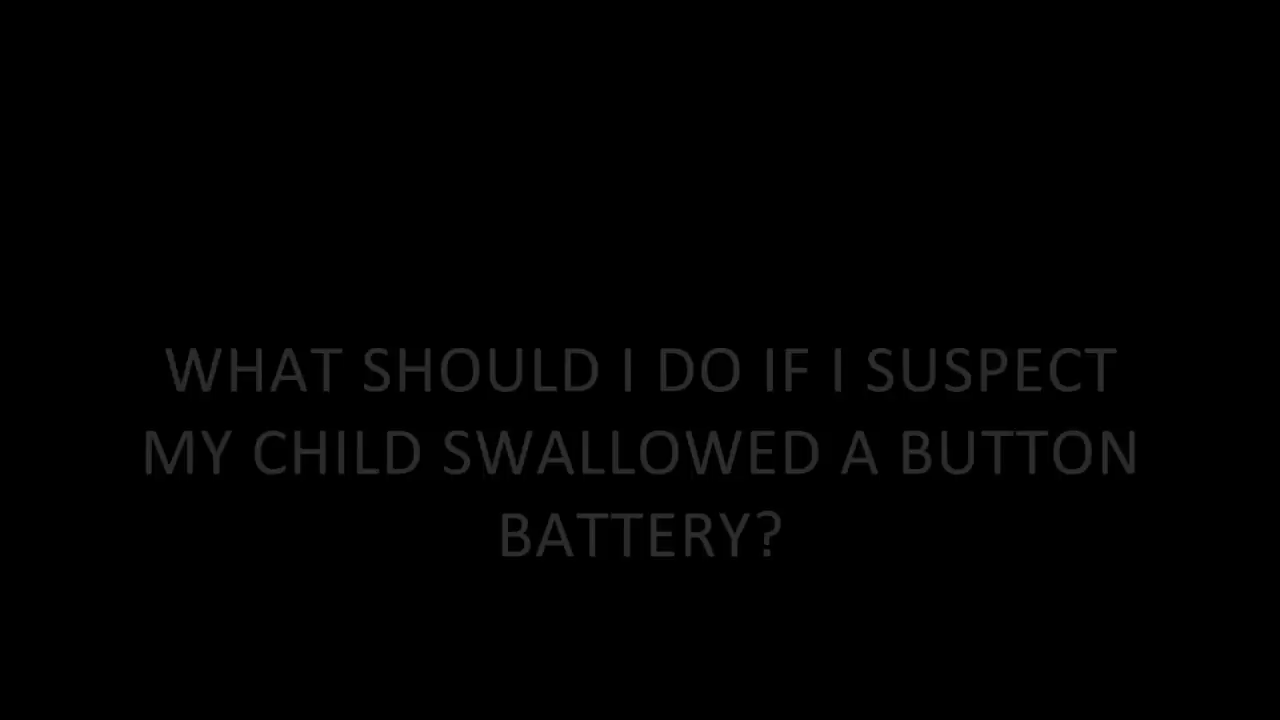 WHAT SHOULD I DO IF I SUSPECT
MY CHILD SWALLOWED A BUTTON
BATTERY?